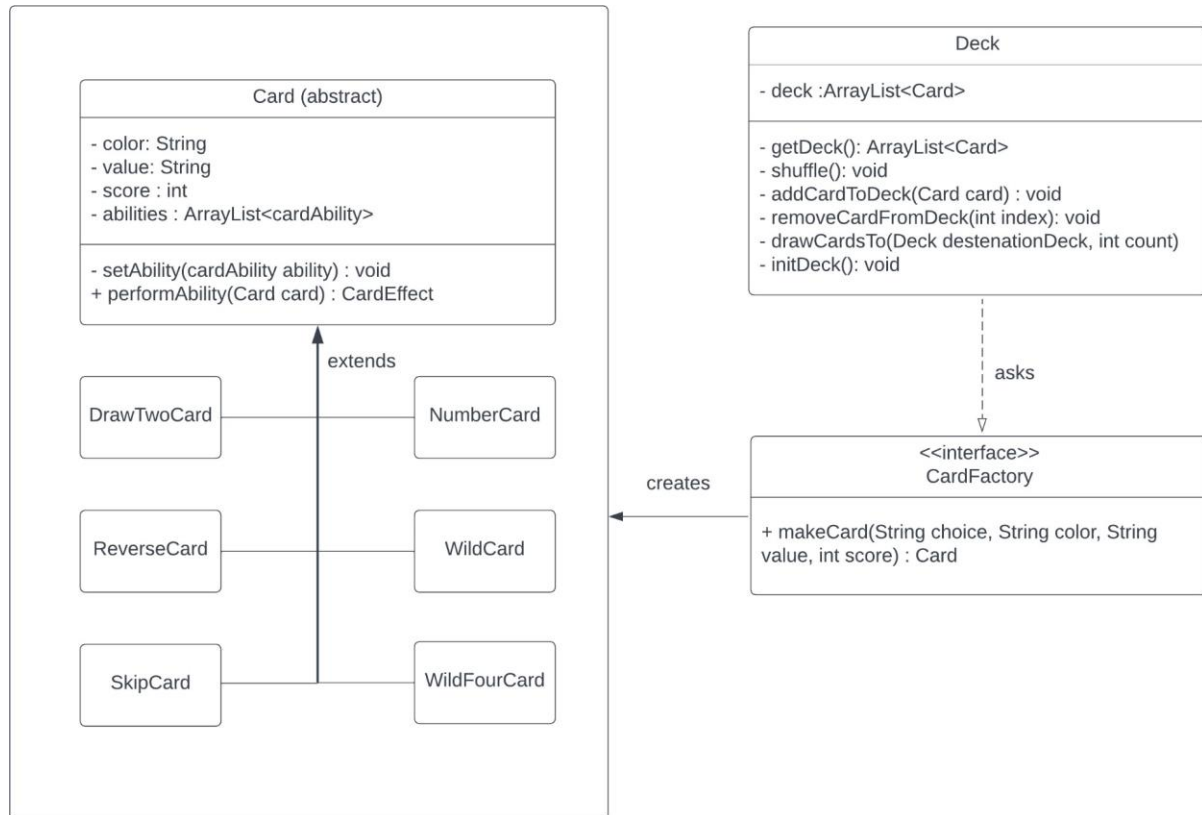 Card (abstract)
- color: String
- value: String
- score : int
- abilities : ArrayList<cardAbility>
- setAbility(cardAbility ability) : void
+ performAbility(Card card) : CardEffect
extends
DrawTwoCard
NumberCard
ReverseCard
WildCard
SkipCard
WildFourCard
creates
Deck
- deck :ArrayList<Card>
- getDeck(): ArrayList<Card>
- shuffle(): void
- addCardToDeck(Card card) : void
- removeCardFromDeck(int index): void
- drawCardsTo(Deck destenationDeck, int count)
- initDeck(): void
asks
<<interface>>
CardFactory
+ makeCard(String choice, String color, String
value, int score) : Card